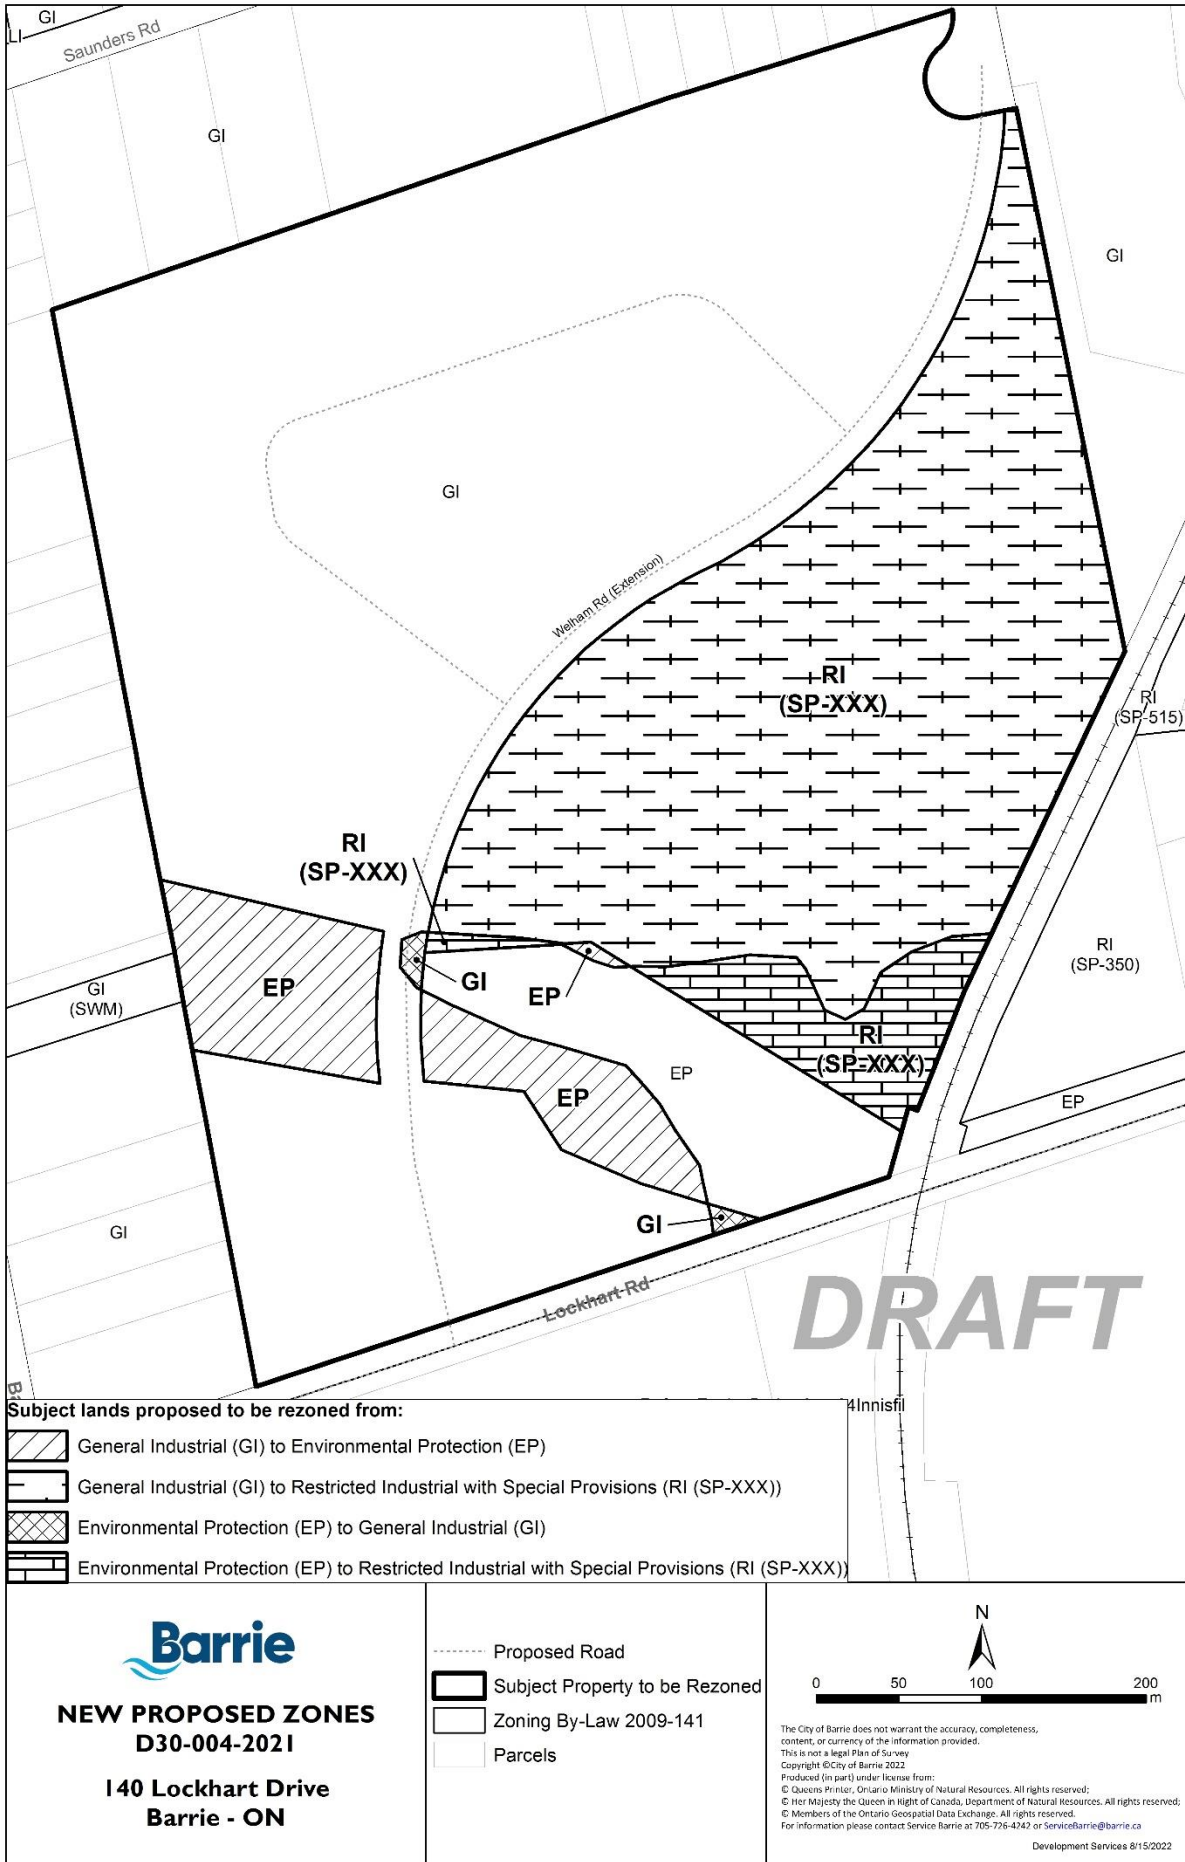 GI
LI
Saunders Rd
GI
GI
GI
Welham Rd (Extension)
RI
(SP-XXX)
RI
(SP-515)
RI
(SP-XXX)
RI
(SP-350)
GI
(SWM)
EP
GI
EP
RI
(SP-XXX)
EP
EP
EP
GI
GI
Lockhart Rd
DRAFT
4Innisfil
Subject lands proposed to be rezoned from:
General Industrial (GI) to Environmental Protection (EP)
General Industrial (GI) to Restricted Industrial with Special Provisions (RI (SP-XXX))
Environmental Protection (EP) to General Industrial (GI)
Environmental Protection (EP) to Restricted Industrial with Special Provisions (RI (SP-XXX))
Barrie
NEW PROPOSED ZONES
D30-004-2021
140 Lockhart Drive
Barrie - ON
Proposed Road
Subject Property to be Rezoned
Zoning By-Law 2009-141
Parcels
N
0 50 100 200
m
The City of Barrie does not warrant the accuracy, completeness,
content, or currency of the information provided.
This is not a legal Plan of Survey
Copyright ©City of Barrie 2022
Produced (in part) under license from:
© Queens Printer, Ontario Ministry of Natural Resources. All rights reserved;
© Her Majesty the Queen in Right of Canada, Department of Natural Resources. All rights reserved;
© Members of the Ontario Geospatial Data Exchange. All rights reserved.
For information please contact Service Barrie at 705-726-4242 or ServiceBarrie@barrie.ca
Development Services 8/15/2022